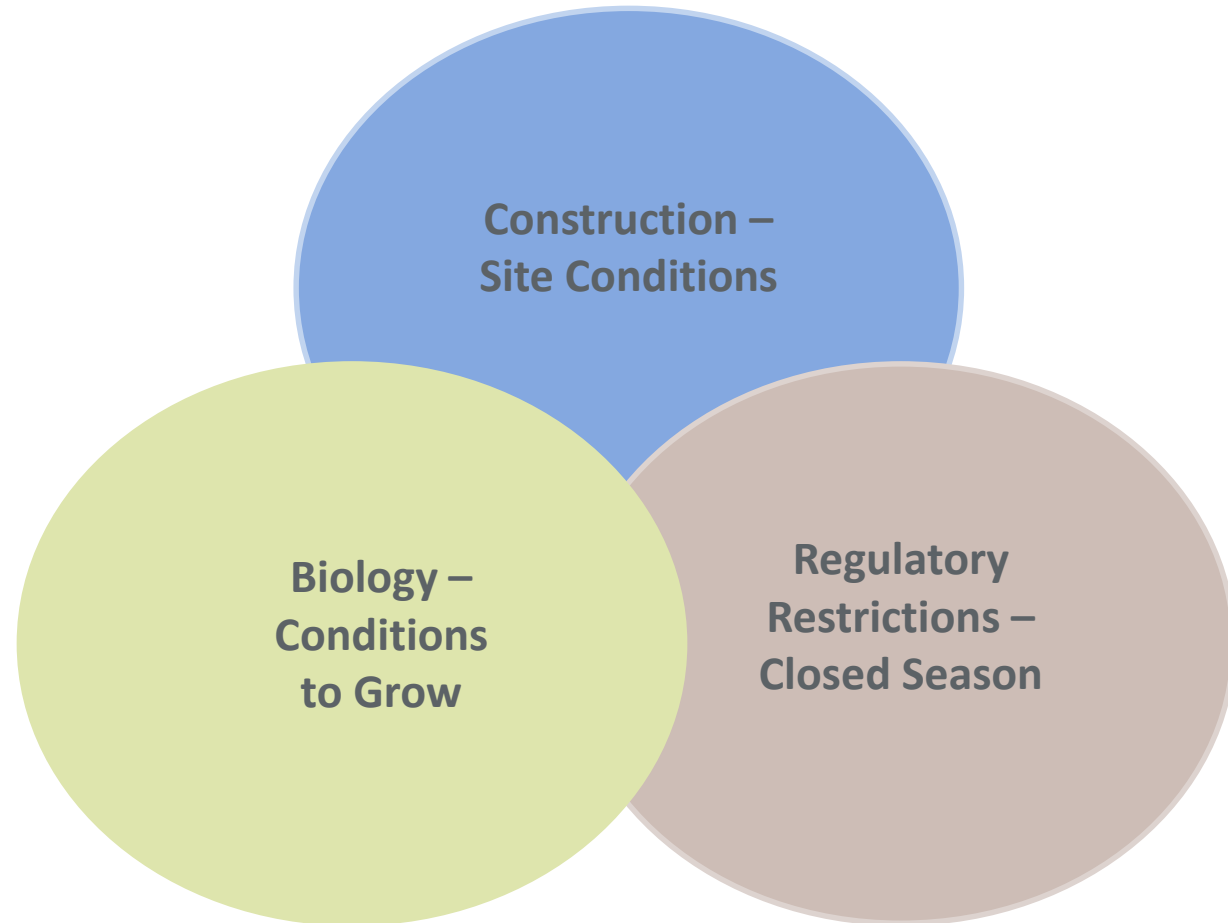 Construction –
Site Conditions
Biology –
Conditions
to Grow
Regulatory
Restrictions –
Closed Season